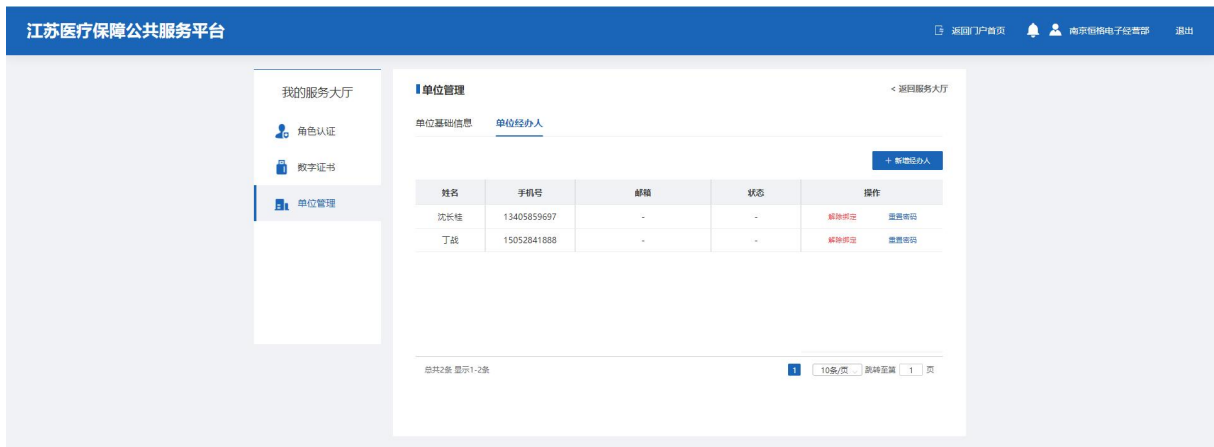 江苏医疗保障公共服务平台
返回门户首页 南京恒格电子经营部 退出
我的服务大厅
角色认证
数字证书
单位管理
单位管理 < 返回服务大厅
单位基础信息 单位经办人
+ 新增经办人
姓名 手机号 邮箱 状态 操作
沈长桂 13405859697 - - 解除绑定 重置密码
丁战 15052841888 - - 解除绑定 重置密码
总共2条 显示1-2条 1 10条/页 跳转至第 1 页